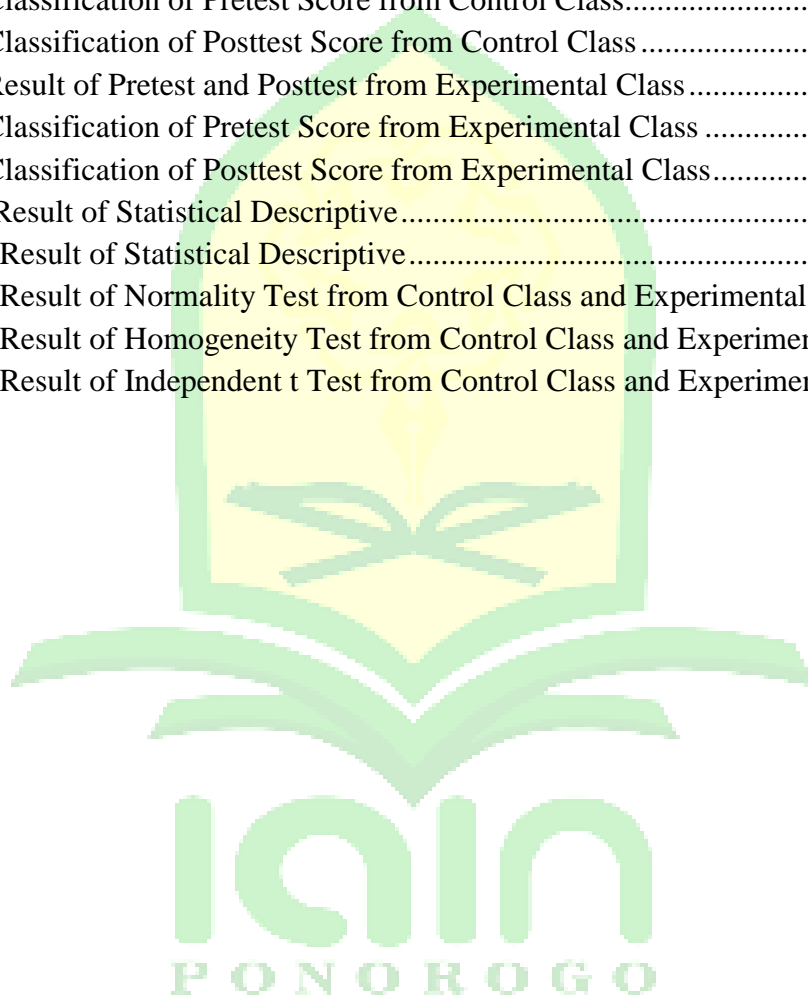 Classification of Pretest Score from Control Class
Classification of Posttest Score from Control Class ....................
Result of Pretest and Posttest from Experimental Class ...............
Classification of Pretest Score from Experimental Class .............
Classification of Posttest Score from Experimental Class............
Result of Statistical Descriptive..................................................
Result of Statistical Descriptive.................................................
Result of Normality Test from Control Class and Experimental
Result of Homogeneity Test from Control Class and
Result of Independent t Test from Control Class and
iain
PONOROGO